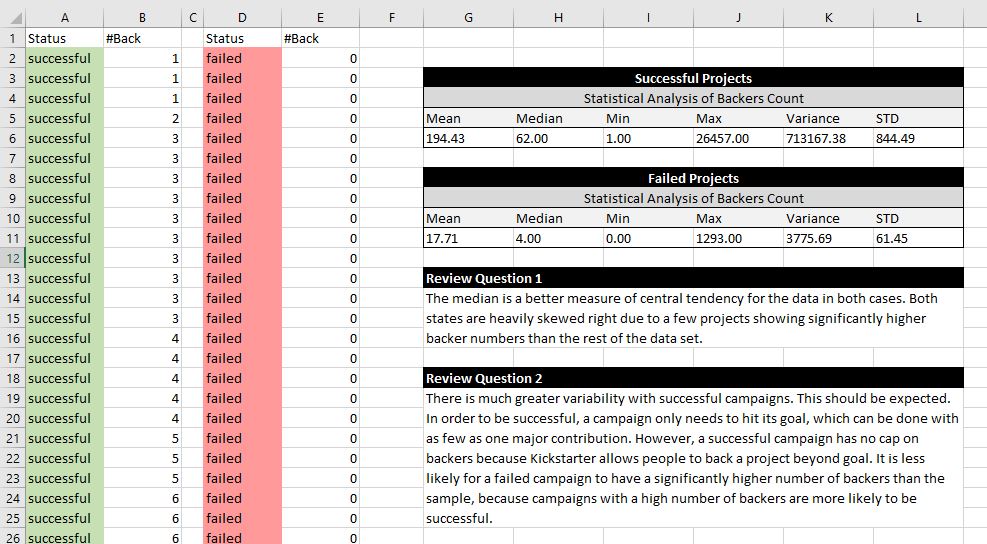 A B C D E F G H I J K L
1 Status #Back Status #Back
2 successful 1 failed 0
3 successful 1 failed 0 Successful Projects
4 successful 1 failed 0 Statistical Analysis of Backers Count
5 successful 2 failed 0 Mean Median Min Max Variance STD
6 successful 3 failed 0 194.43 62.00 1.00 26457.00 713167.38 844.49
7 successful 3 failed 0
8 successful 3 failed 0 Failed Projects
9 successful 3 failed 0 Statistical Analysis of Backers Count
10 successful 3 failed 0 Mean Median Min Max Variance STD
11 successful 3 failed 0 17.71 4.00 0.00 1293.00 3775.69 61.45
12 successful 3 failed 0
13 successful 3 failed 0 Review Question 1
14 successful 3 failed 0 The median is a better measure of central tendency for the data in both cases. Both
15 successful 3 failed 0 states are heavily skewed right due to a few projects showing significantly higher
16 successful 4 failed 0 backer numbers than the rest of the data set.
17 successful 4 failed 0
18 successful 4 failed 0 Review Question 2
19 successful 4 failed 0 There is much greater variability with successful campaigns. This should be expected.
20 successful 4 failed 0 In order to be successful, a campaign only needs to hit its goal, which can be done with
21 successful 5 failed 0 as few as one major contribution. However, a successful campaign has no cap on
22 successful 5 failed 0 backers because Kickstarter allows people to back a project beyond goal. It is less
23 successful 5 failed 0 likely for a failed campaign to have a significantly higher number of backers than the
24 successful 6 failed 0 sample, because campaigns with a high number of backers are more likely to be
25 successful 6 failed 0 successful.
26 successful 6 failed 0